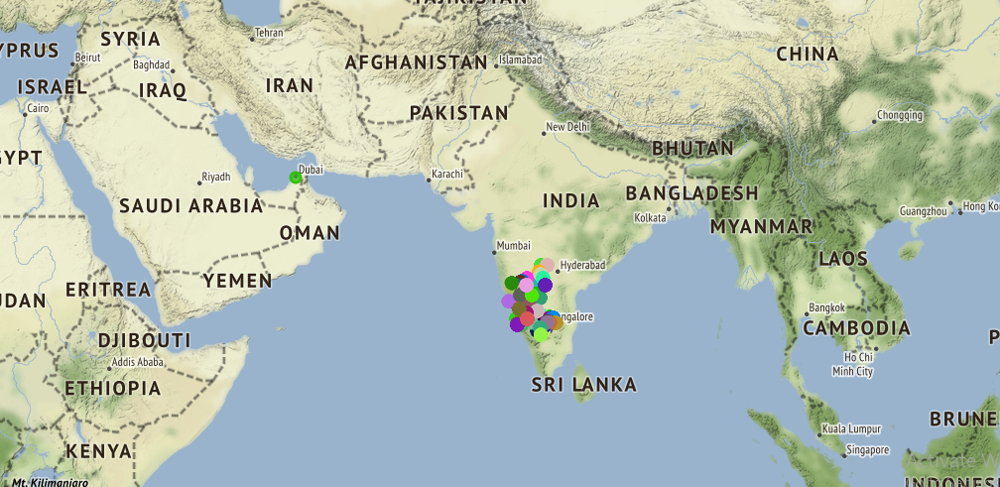 TAJIKISTAN
Tehran
YPRUS
SYRIA
Beirut
Baghdad
AFGHANISTAN
Islamabad
CHINA
ISRAEL
IRAQ
IRAN
Cairo
PAKISTAN
Chongqing
New Delhi
BHUTAN
YPT
Dubai
Riyadh
Karachi
SAUDI ARABIA
INDIA
BANGLADESH
Kolkata
Guangzhou
Hong Ko
OMAN
MYANMAR
Mumbai
LAOS
Hyderabad
YEMEN
DAN
ERITREA
Bangkok
ngalore
CAMBODIA
DJIBOUTI
P
Addis Ababa
Ho Chi
Minh City
ETHIOPIA
SRI LANKA
BRUNE
Kuala Lumpur
KENYA
Singapore
Activate W
Mt. Kilimanjaro
INDONES